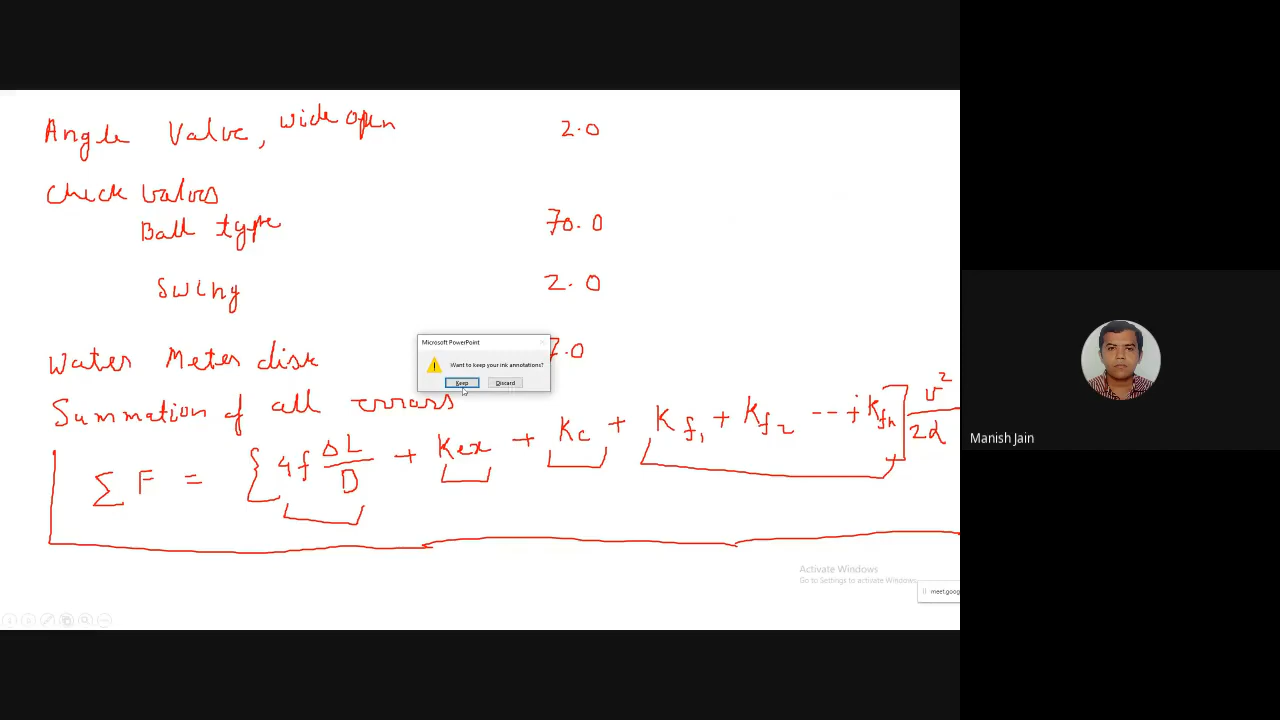 Angle Valve, wide open 2.0
Check valves
Ball type 70.0
Swing 2.0
Water Meter disk 7.0
Microsoft PowerPoint
Want to keep your ink annotations?
Keep Discard
Summation of all errors
∑F = {4f ΔL/D + Kex + Kc + Kf1 + Kf2 --- + Kfn] v²/2α
Manish Jain
Activate Windows
Go to Settings to activate Windows.
meet.goog